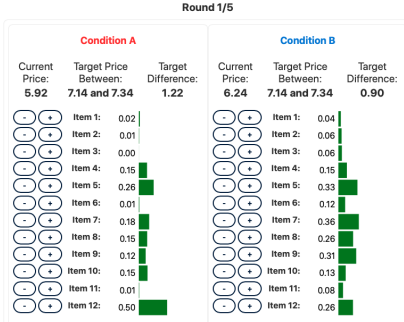 Round 1/5
Condition A
Condition B
Current Price: 5.92
Target Price Between: 7.14 and 7.34
Target Difference: 1.22
Current Price: 6.24
Target Price Between: 7.14 and 7.34
Target Difference: 0.90
- + Item 1: 0.02
- + Item 2: 0.01
- + Item 3: 0.00
- + Item 4: 0.15
- + Item 5: 0.26
- + Item 6: 0.01
- + Item 7: 0.18
- + Item 8: 0.15
- + Item 9: 0.12
- + Item 10: 0.15
- + Item 11: 0.01
- + Item 12: 0.50
- + Item 1: 0.04
- + Item 2: 0.06
- + Item 3: 0.06
- + Item 4: 0.15
- + Item 5: 0.33
- + Item 6: 0.12
- + Item 7: 0.36
- + Item 8: 0.26
- + Item 9: 0.31
- + Item 10: 0.13
- + Item 11: 0.08
- + Item 12: 0.26